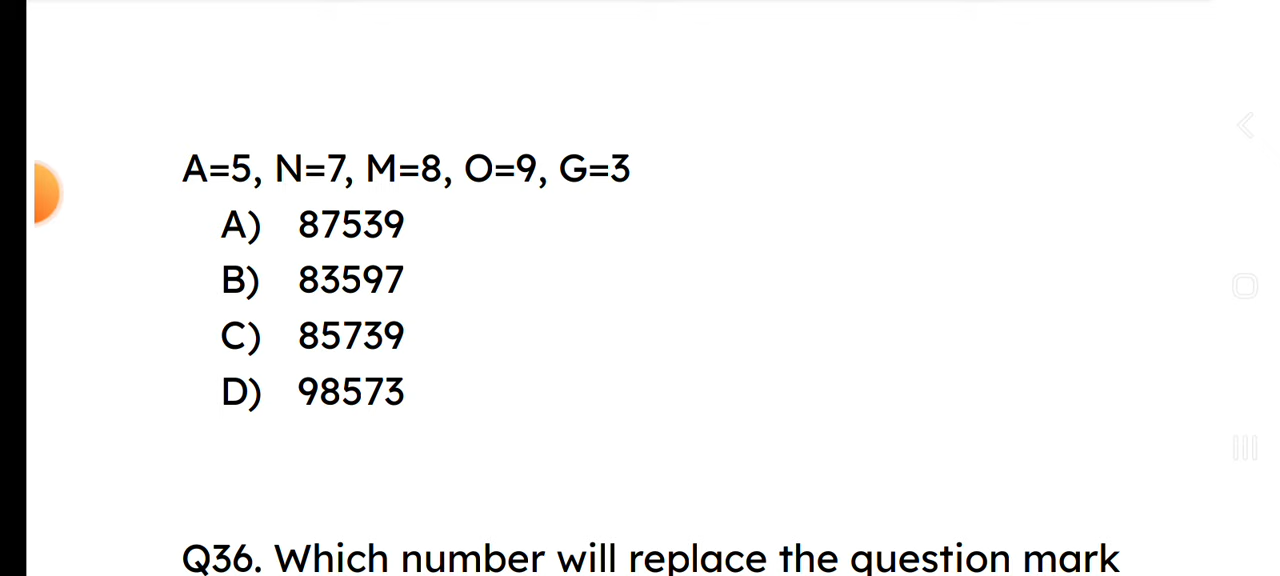 A=5, N=7, M=8, O=9, G=3
A) 87539
B) 83597
C) 85739
D) 98573
Q36. Which number will replace the question mark